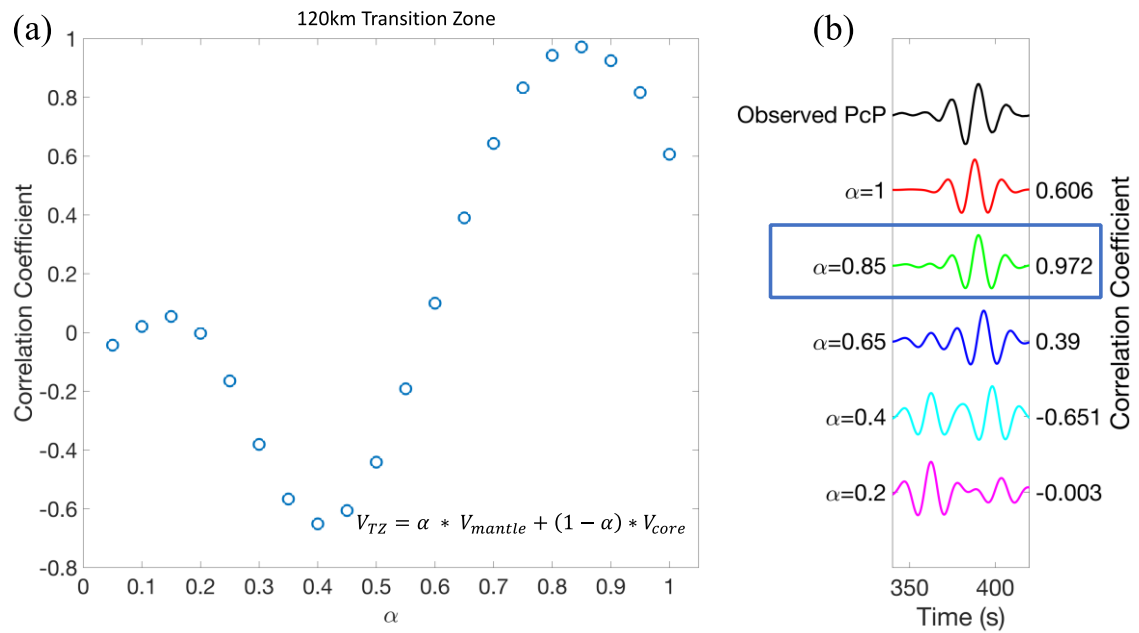 120km Transition Zone
(a)
Correlation Coefficient
1
0.8
0.6
0.4
0.2
0
-0.2
-0.4
-0.6
-0.8
V_TZ = α * V_mantle + (1 − α) * V_core
0 0.1 0.2 0.3 0.4 0.5 0.6 0.7 0.8 0.9 1
α
(b)
Observed PcP
α=1 0.606
α=0.85 0.972
α=0.65 0.39
α=0.4 -0.651
α=0.2 -0.003
Correlation Coefficient
350 400
Time (s)